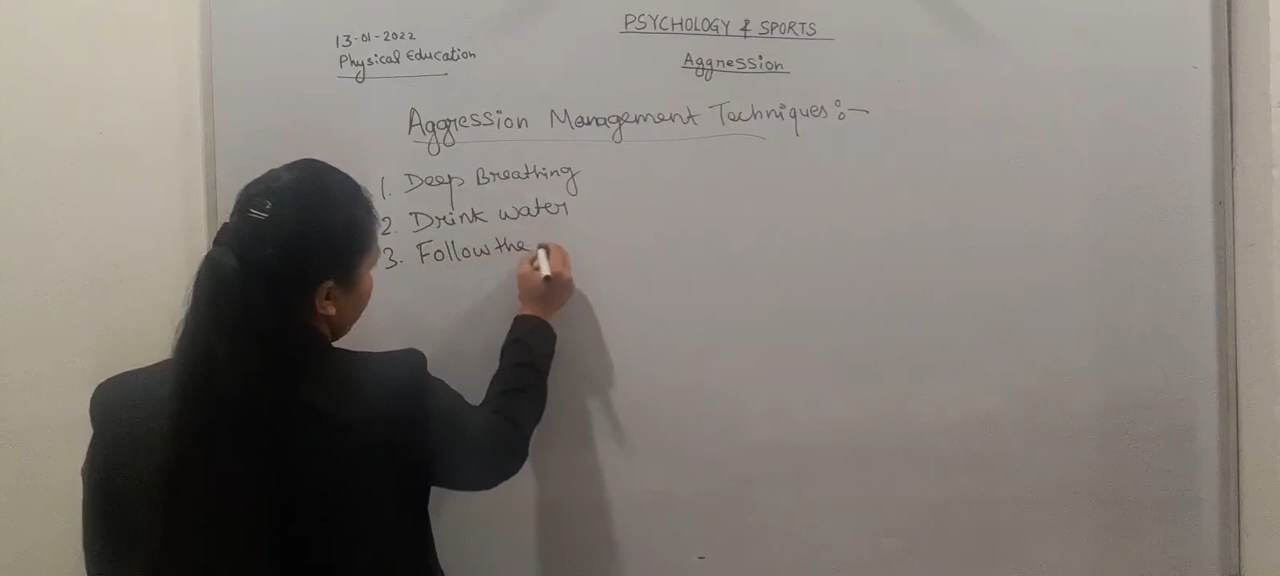 13-01-2022
Physical Education
PSYCHOLOGY & SPORTS
Aggression
Aggression Management Techniques :-
1. Deep Breathing
2. Drink water
3. Follow the